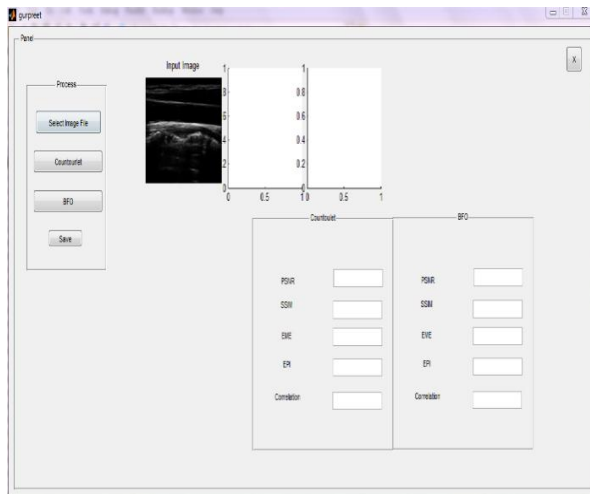 gurpreet
Panel
X
Process
Select Image File
Countourlet
BFO
Save
Input Image
1
0.8
0.6
0.4
0.2
0
0 0.5 1
1
0.8
0.6
0.4
0.2
0
0 0.5 1
Countoulet
PSNR
SSIM
EME
EPI
Correlation
BFO
PSNR
SSIM
EME
EPI
Correlation